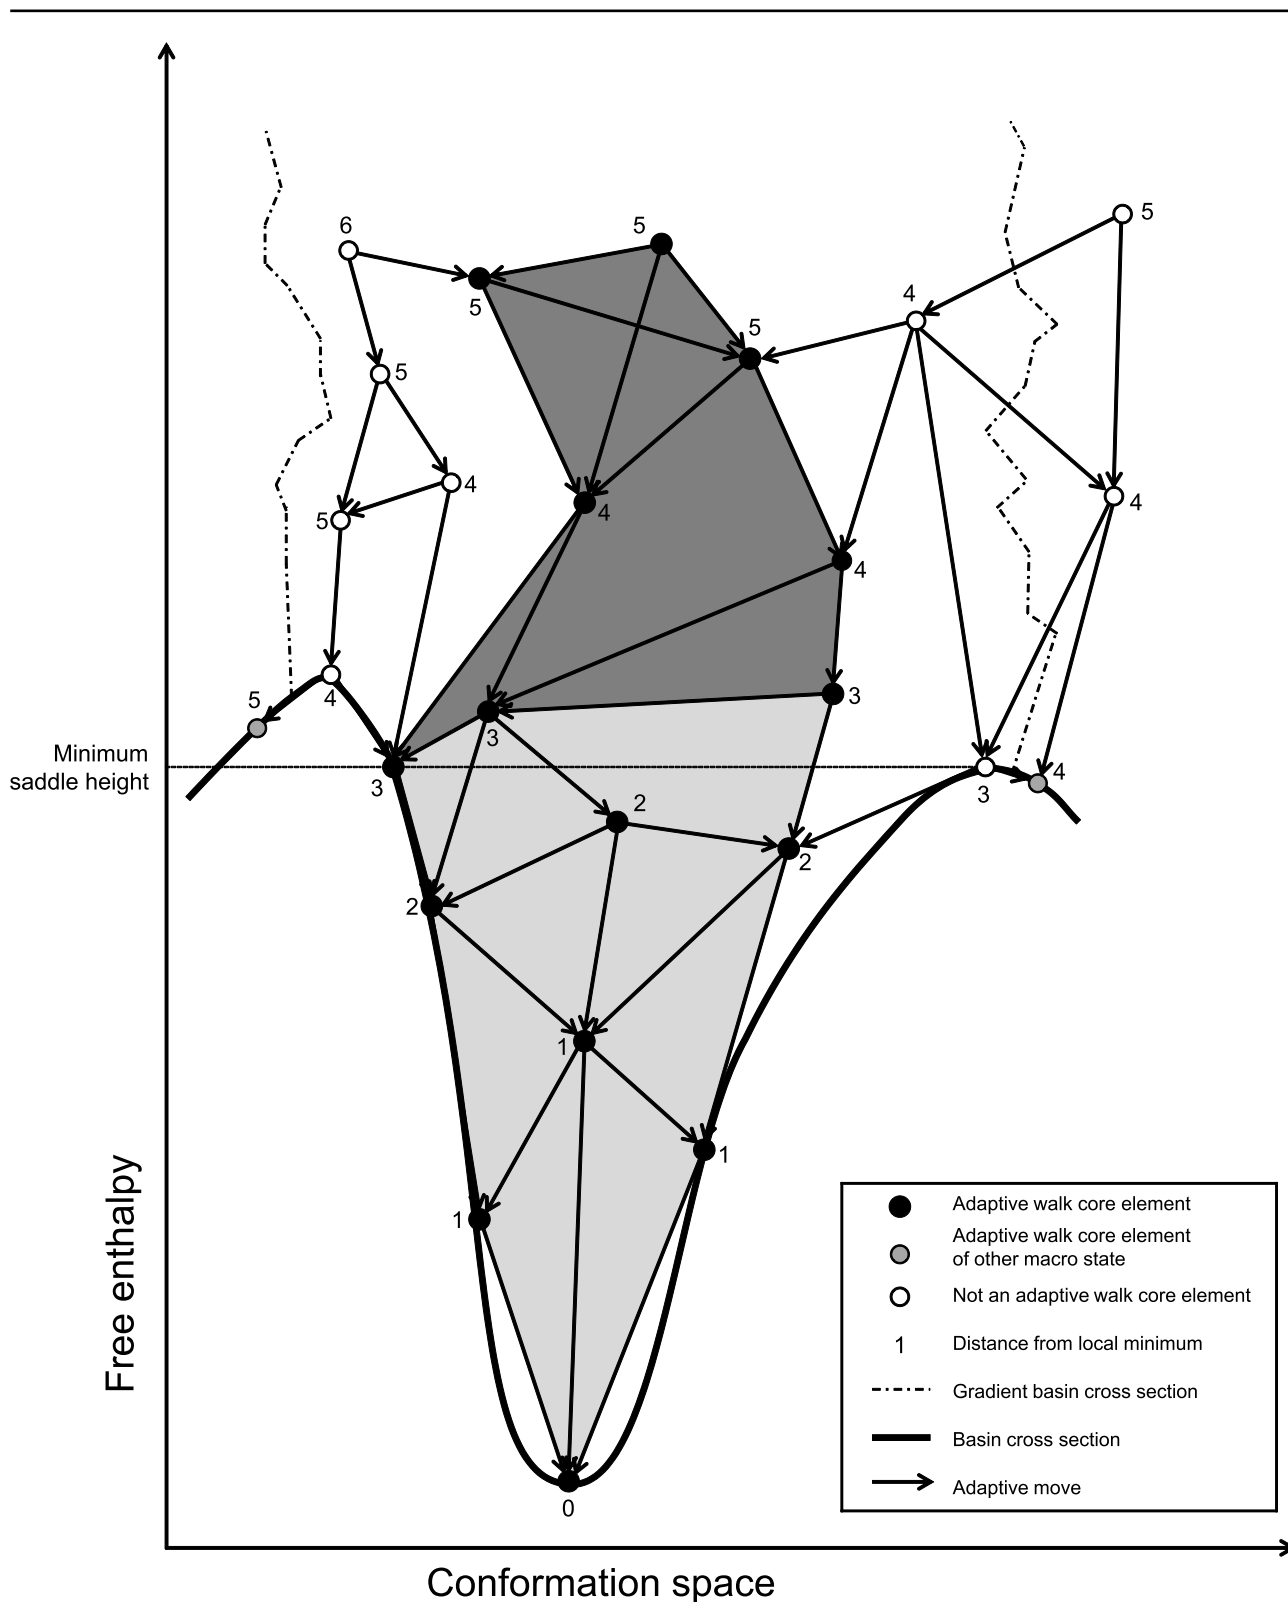 6
5
5
5
5
4
5
5
4
5
4
4
4
5
4
3
3
Minimum
saddle height
3
3
4
2
2
2
1
1
1
0
Free enthalpy
Conformation space
Adaptive walk core element
Adaptive walk core element
of other macro state
Not an adaptive walk core element
1 Distance from local minimum
Gradient basin cross section
Basin cross section
Adaptive move